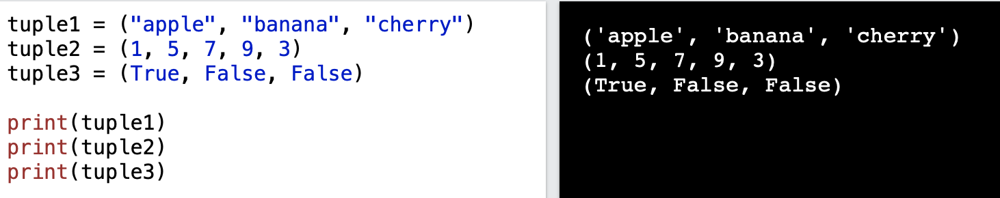 tuple1 = ("apple", "banana", "cherry")
tuple2 = (1, 5, 7, 9, 3)
tuple3 = (True, False, False)
print(tuple1)
print(tuple2)
print(tuple3)
('apple', 'banana', 'cherry')
(1, 5, 7, 9, 3)
(True, False, False)